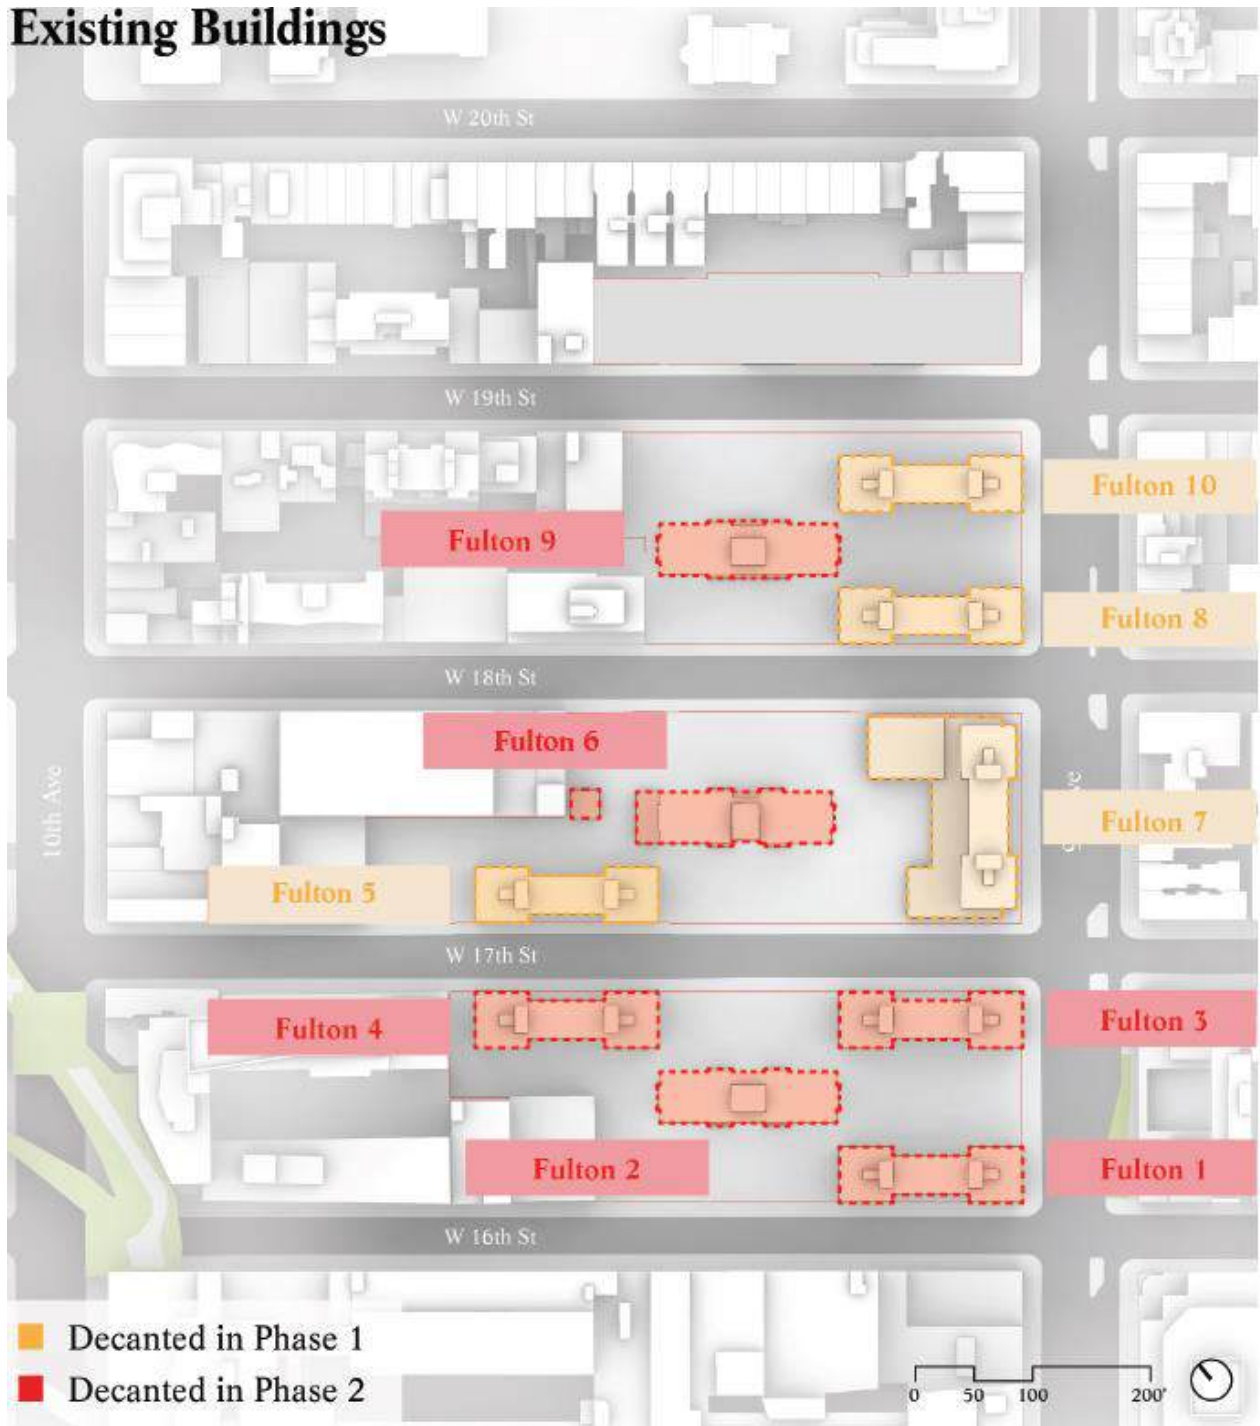 Existing Buildings
W 20th St
W 19th St
Fulton 10
Fulton 9
Fulton 8
W 18th St
Fulton 6
10th Ave
Fulton 7
Fulton 5
W 17th St
Fulton 4
Fulton 3
Fulton 2
Fulton 1
W 16th St
Decanted in Phase 1
Decanted in Phase 2
0 50 100 200'